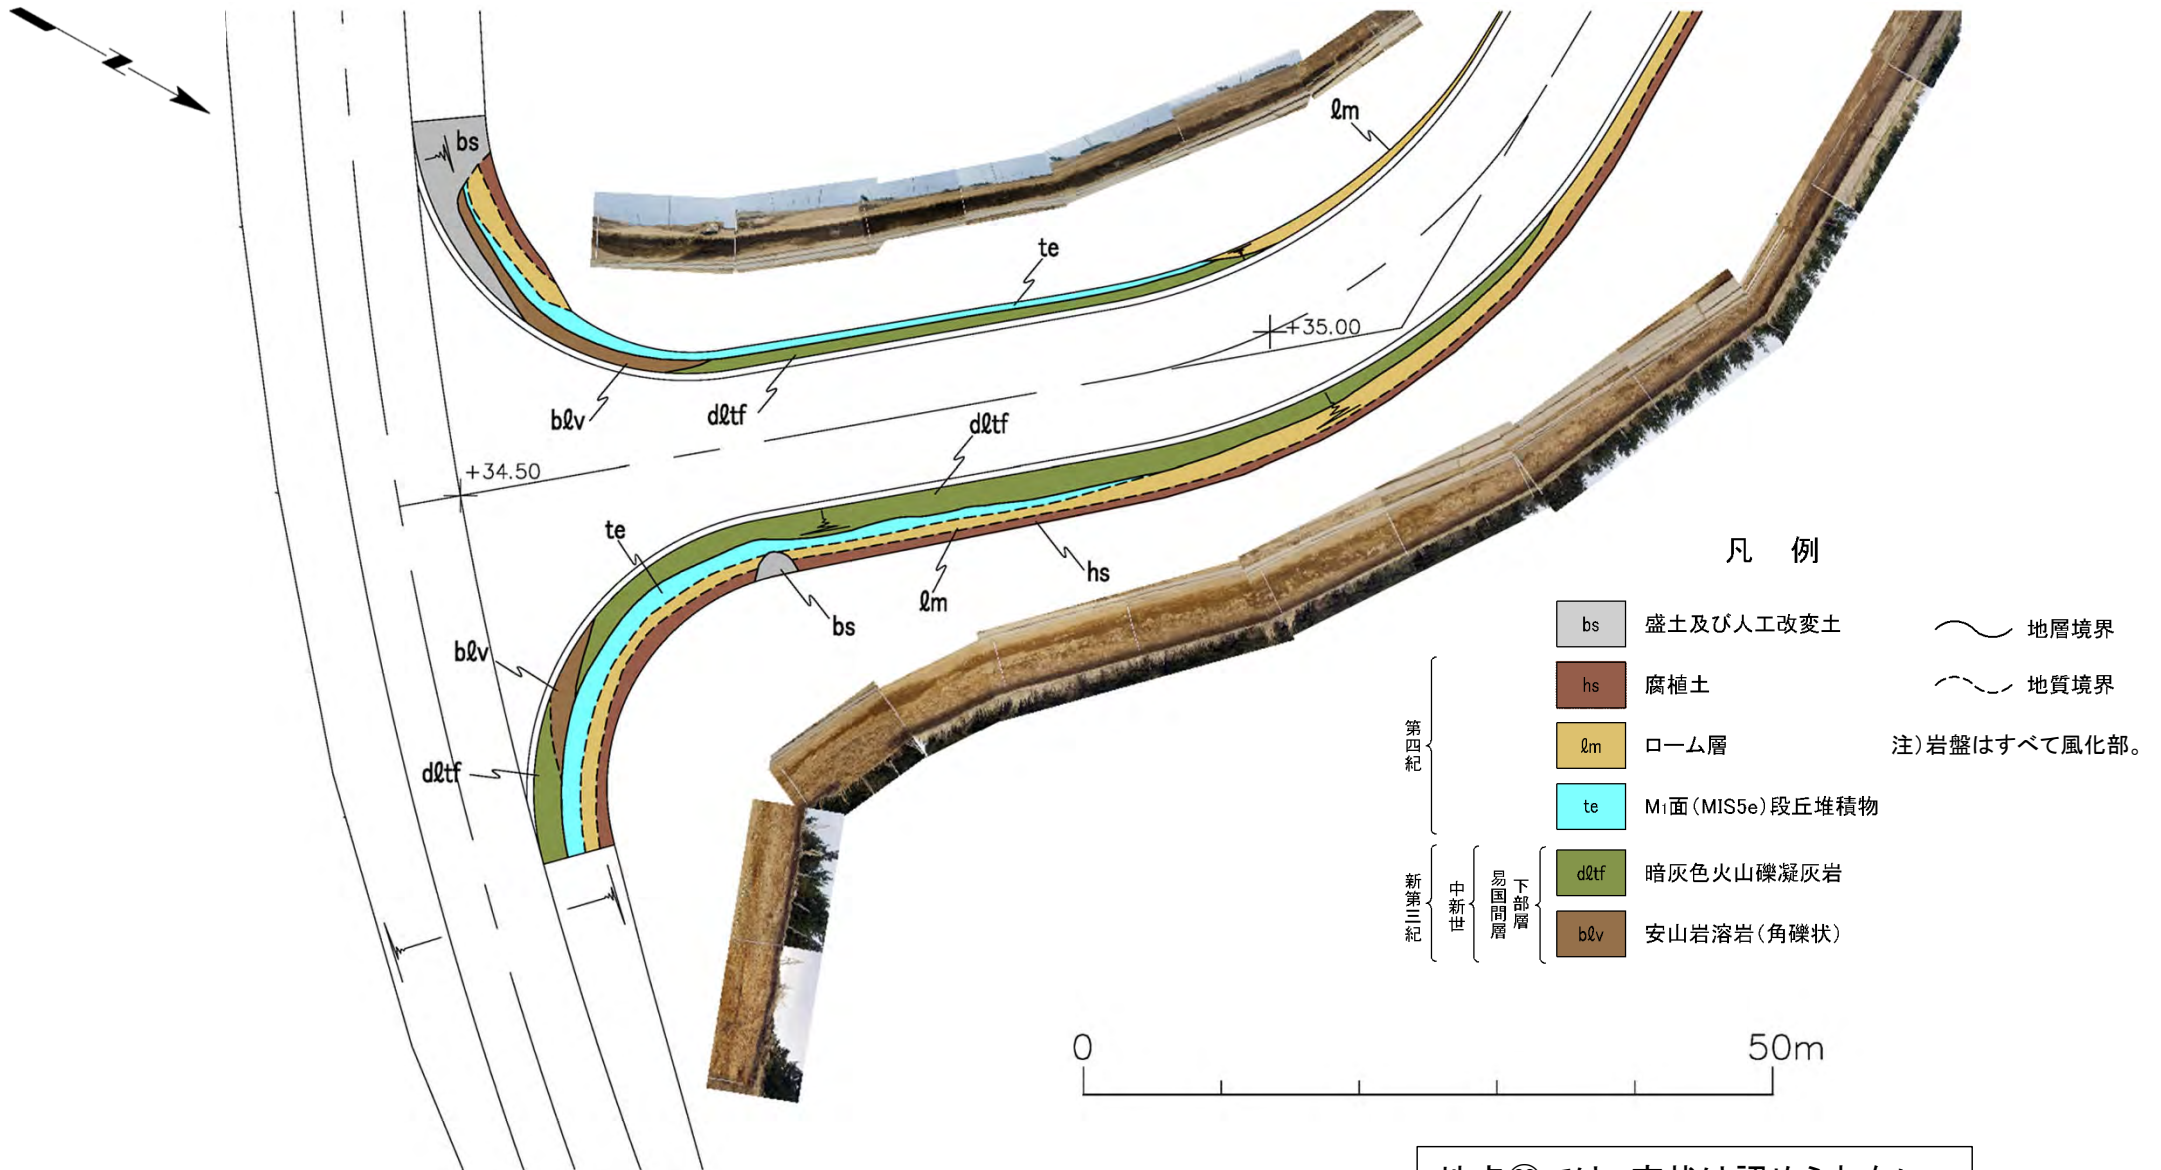 bs
lm
te
+35.00
blv
dltf
dltf
+34.50
te
hs
lm
bs
blv
dltf
凡 例
bs 盛土及び人工改変土
地層境界
hs 腐植土
地質境界
第四紀
lm ローム層
注)岩盤はすべて風化部。
te M1面(MIS5e)段丘堆積物
新第三紀
中新世
易国間層
下部層
dltf 暗灰色火山礫凝灰岩
blv 安山岩溶岩(角礫状)
0 50m